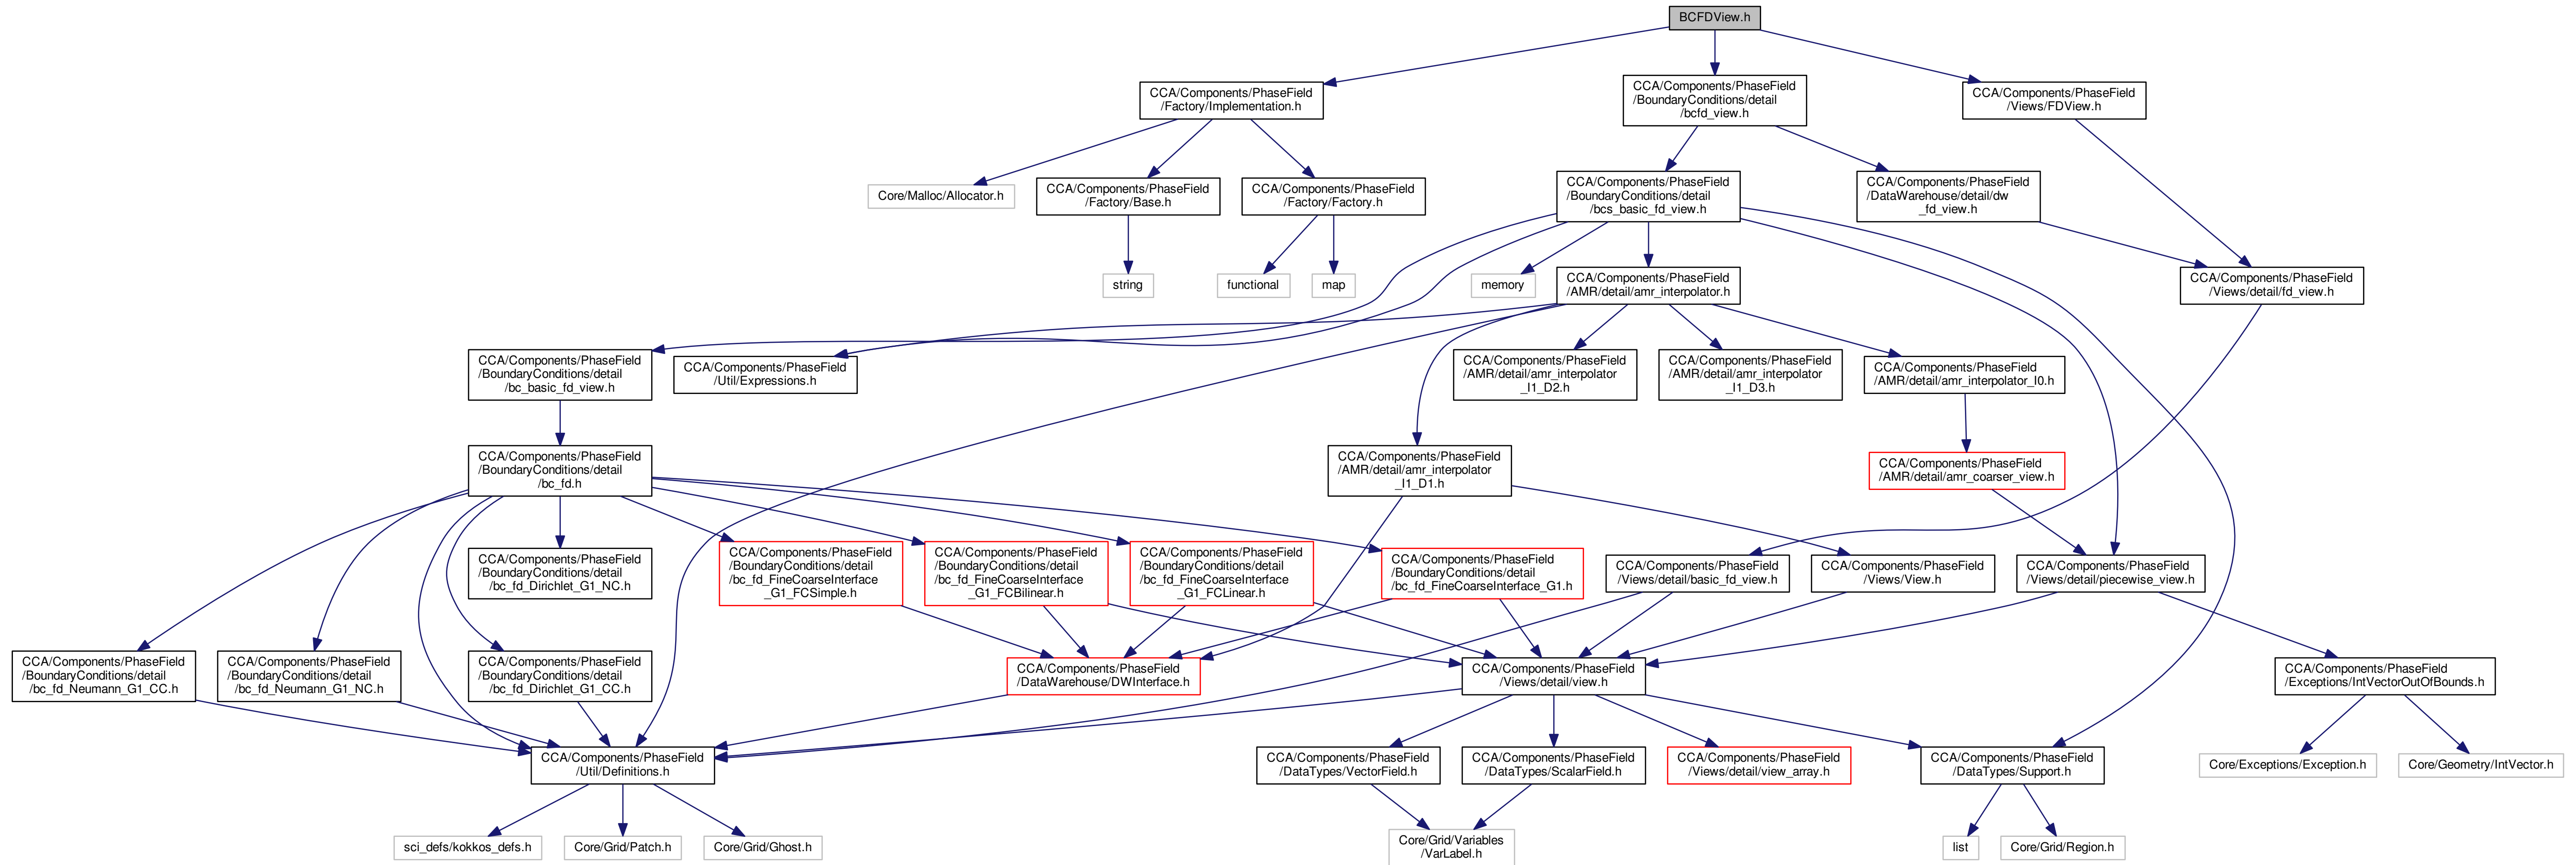 BCFDView.h
CCA/Components/PhaseField
/Factory/Implementation.h
CCA/Components/PhaseField
/BoundaryConditions/detail
/bcfd_view.h
CCA/Components/PhaseField
/Views/FDView.h
Core/Malloc/Allocator.h
CCA/Components/PhaseField
/Factory/Base.h
CCA/Components/PhaseField
/Factory/Factory.h
CCA/Components/PhaseField
/BoundaryConditions/detail
/bcs_basic_fd_view.h
CCA/Components/PhaseField
/DataWarehouse/detail/dw
_fd_view.h
string
functional
map
memory
CCA/Components/PhaseField
/AMR/detail/amr_interpolator.h
CCA/Components/PhaseField
/Views/detail/fd_view.h
CCA/Components/PhaseField
/BoundaryConditions/detail
/bc_basic_fd_view.h
CCA/Components/PhaseField
/Util/Expressions.h
CCA/Components/PhaseField
/AMR/detail/amr_interpolator
_I1_D2.h
CCA/Components/PhaseField
/AMR/detail/amr_interpolator
_I1_D3.h
CCA/Components/PhaseField
/AMR/detail/amr_interpolator_I0.h
CCA/Components/PhaseField
/BoundaryConditions/detail
/bc_fd.h
CCA/Components/PhaseField
/AMR/detail/amr_interpolator
_I1_D1.h
CCA/Components/PhaseField
/AMR/detail/amr_coarser_view.h
CCA/Components/PhaseField
/BoundaryConditions/detail
/bc_fd_Dirichlet_G1_NC.h
CCA/Components/PhaseField
/BoundaryConditions/detail
/bc_fd_FineCoarseInterface
_G1_FCSimple.h
CCA/Components/PhaseField
/BoundaryConditions/detail
/bc_fd_FineCoarseInterface
_G1_FCBilinear.h
CCA/Components/PhaseField
/BoundaryConditions/detail
/bc_fd_FineCoarseInterface
_G1_FCLinear.h
CCA/Components/PhaseField
/BoundaryConditions/detail
/bc_fd_FineCoarseInterface_G1.h
CCA/Components/PhaseField
/Views/detail/basic_fd_view.h
CCA/Components/PhaseField
/Views/View.h
CCA/Components/PhaseField
/Views/detail/piecewise_view.h
CCA/Components/PhaseField
/BoundaryConditions/detail
/bc_fd_Neumann_G1_CC.h
CCA/Components/PhaseField
/BoundaryConditions/detail
/bc_fd_Neumann_G1_NC.h
CCA/Components/PhaseField
/BoundaryConditions/detail
/bc_fd_Dirichlet_G1_CC.h
CCA/Components/PhaseField
/DataWarehouse/DWInterface.h
CCA/Components/PhaseField
/Views/detail/view.h
CCA/Components/PhaseField
/Exceptions/IntVectorOutOfBounds.h
CCA/Components/PhaseField
/Util/Definitions.h
CCA/Components/PhaseField
/DataTypes/VectorField.h
CCA/Components/PhaseField
/DataTypes/ScalarField.h
CCA/Components/PhaseField
/Views/detail/view_array.h
CCA/Components/PhaseField
/DataTypes/Support.h
Core/Exceptions/Exception.h
Core/Geometry/IntVector.h
sci_defs/kokkos_defs.h
Core/Grid/Patch.h
Core/Grid/Ghost.h
Core/Grid/Variables
/VarLabel.h
list
Core/Grid/Region.h